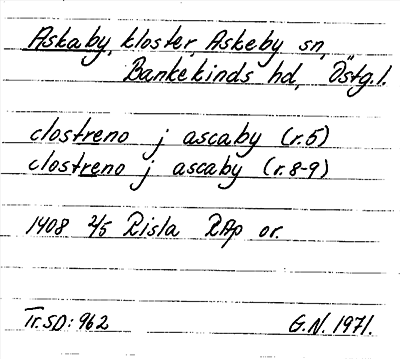 Askaby, kloster, Askeby sn,
Bankekinds hd, Östg.l.
clostreno j ascaby (r.5)
clostreno j ascaby (r.8-9)
1408 2/5 Risla RAp or.
Tr. SD: 962
G.N. 1971.